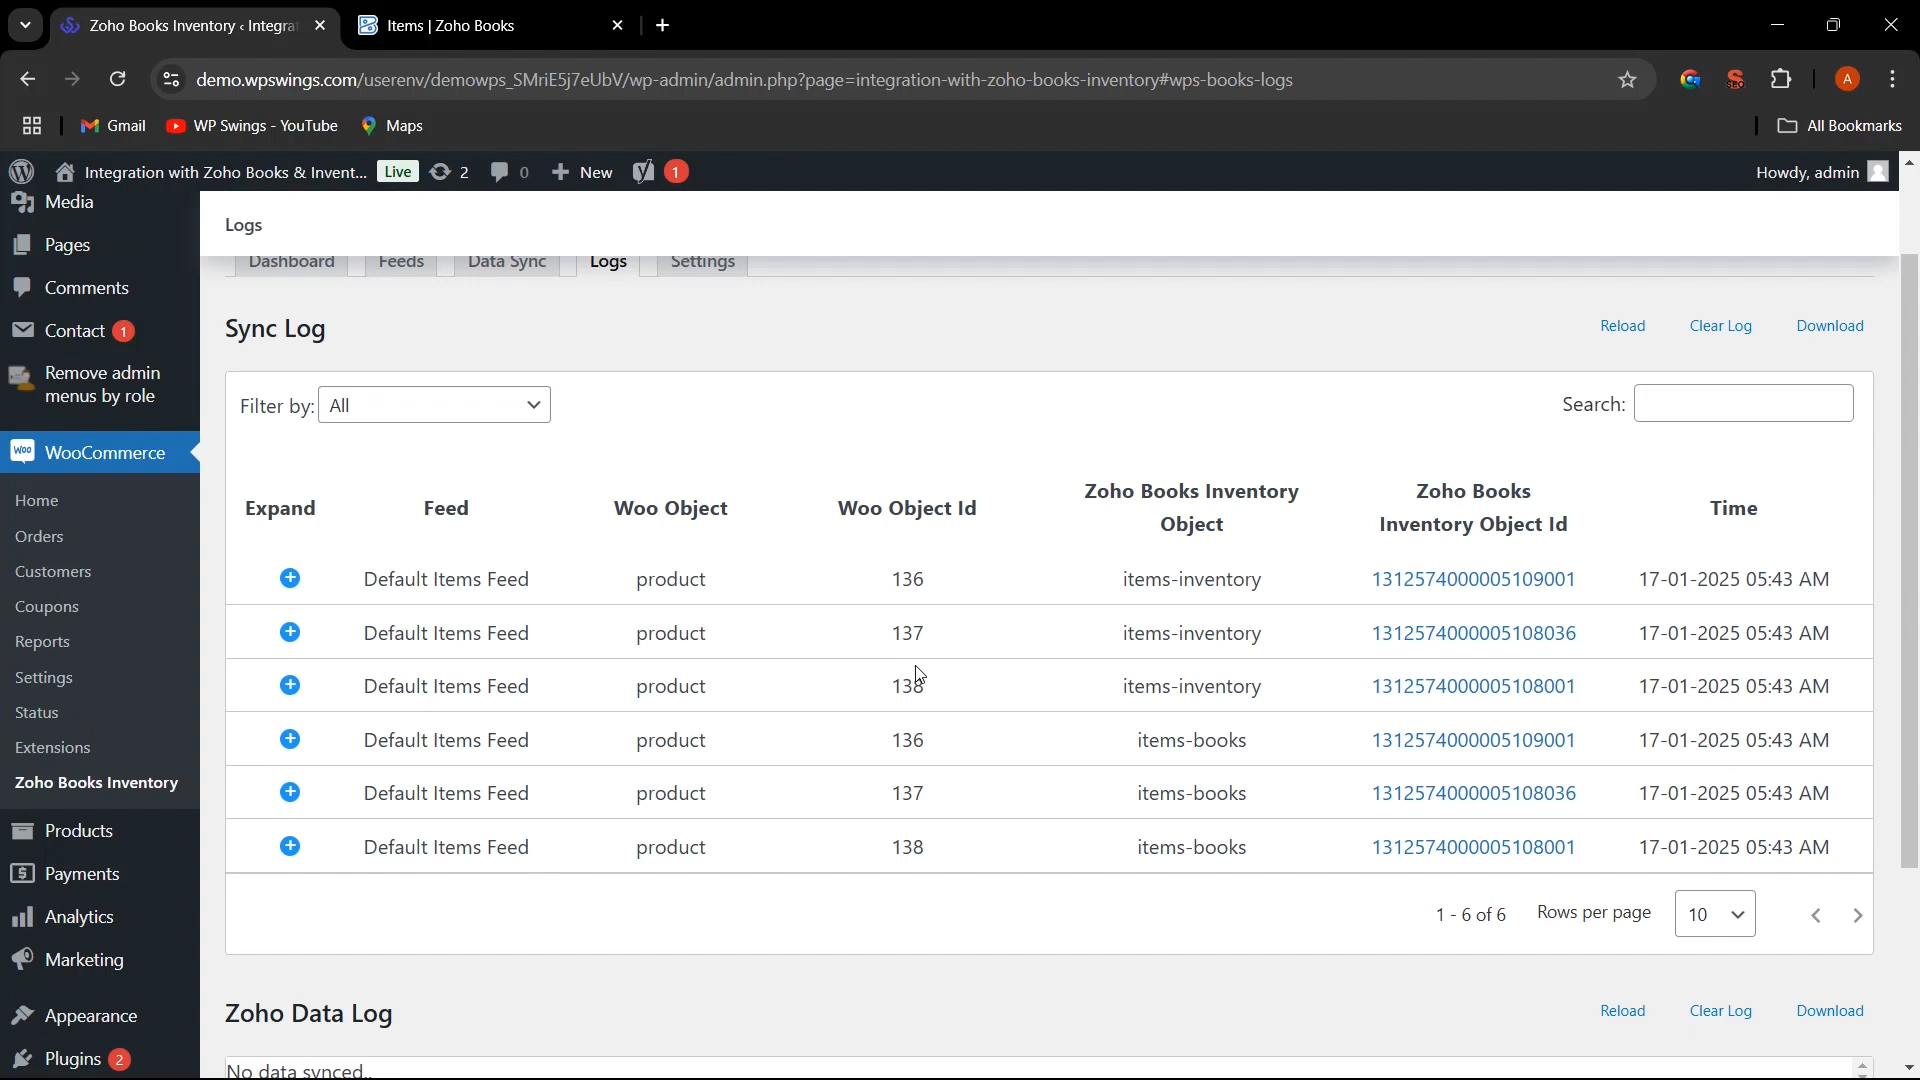 Zoho Books Inventory ‹ Integra
Items | Zoho Books
demo.wpswings.com/userenv/demowps_SMriE5j7eUbV/wp-admin/admin.php?page=integration-with-zoho-books-inventory#wps-books-logs
SEO
A
Gmail
WP Swings - YouTube
Maps
All Bookmarks
Integration with Zoho Books & Invent... Live 2 0 New 1
Howdy, admin
Media
Pages
Comments
Contact 1
Remove admin
menus by role
Woo WooCommerce
Home
Orders
Customers
Coupons
Reports
Settings
Status
Extensions
Zoho Books Inventory
Products
Payments
Analytics
Marketing
Appearance
Plugins 2
Logs
Dashboard Feeds Data Sync Logs Settings
Sync Log
Reload Clear Log Download
Filter by: All
Search:
Expand Feed Woo Object Woo Object Id Zoho Books Inventory Object Zoho Books Inventory Object Id Time
Default Items Feed product 136 items-inventory 1312574000005109001 17-01-2025 05:43 AM
Default Items Feed product 137 items-inventory 1312574000005108036 17-01-2025 05:43 AM
Default Items Feed product 138 items-inventory 1312574000005108001 17-01-2025 05:43 AM
Default Items Feed product 136 items-books 1312574000005109001 17-01-2025 05:43 AM
Default Items Feed product 137 items-books 1312574000005108036 17-01-2025 05:43 AM
Default Items Feed product 138 items-books 1312574000005108001 17-01-2025 05:43 AM
1 - 6 of 6 Rows per page 10
Zoho Data Log
Reload Clear Log Download
No data synced..